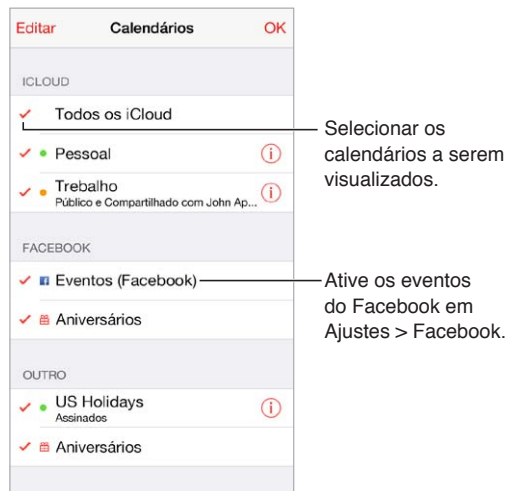 Editar Calendários OK
ICLOUD
Todos os iCloud
Pessoal
Trebalho
Público e Compartilhado com John Ap...
FACEBOOK
Eventos (Facebook)
Aniversários
OUTRO
US Holidays
Assinados
Aniversários
Selecionar os
calendários a serem
visualizados.
Ative os eventos
do Facebook em
Ajustes > Facebook.